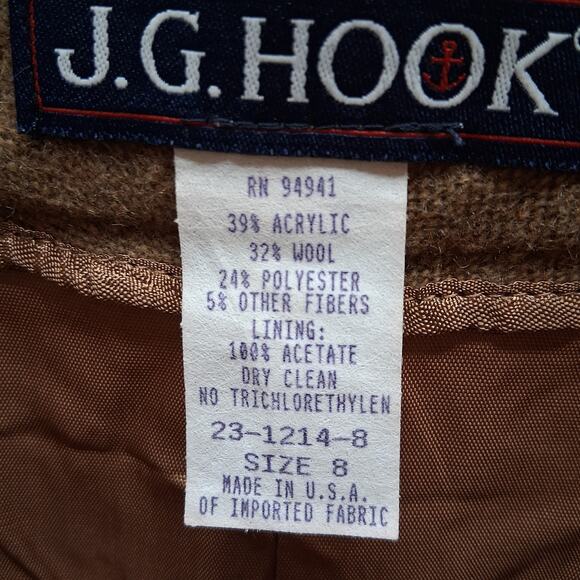 J.G. HOOK®
RN 94941
39% ACRYLIC
32% WOOL
24% POLYESTER
5% OTHER FIBERS
LINING:
100% ACETATE
DRY CLEAN
NO TRICHLORETHYLEN
23-1214-8
SIZE 8
MADE IN U.S.A.
OF IMPORTED FABRIC